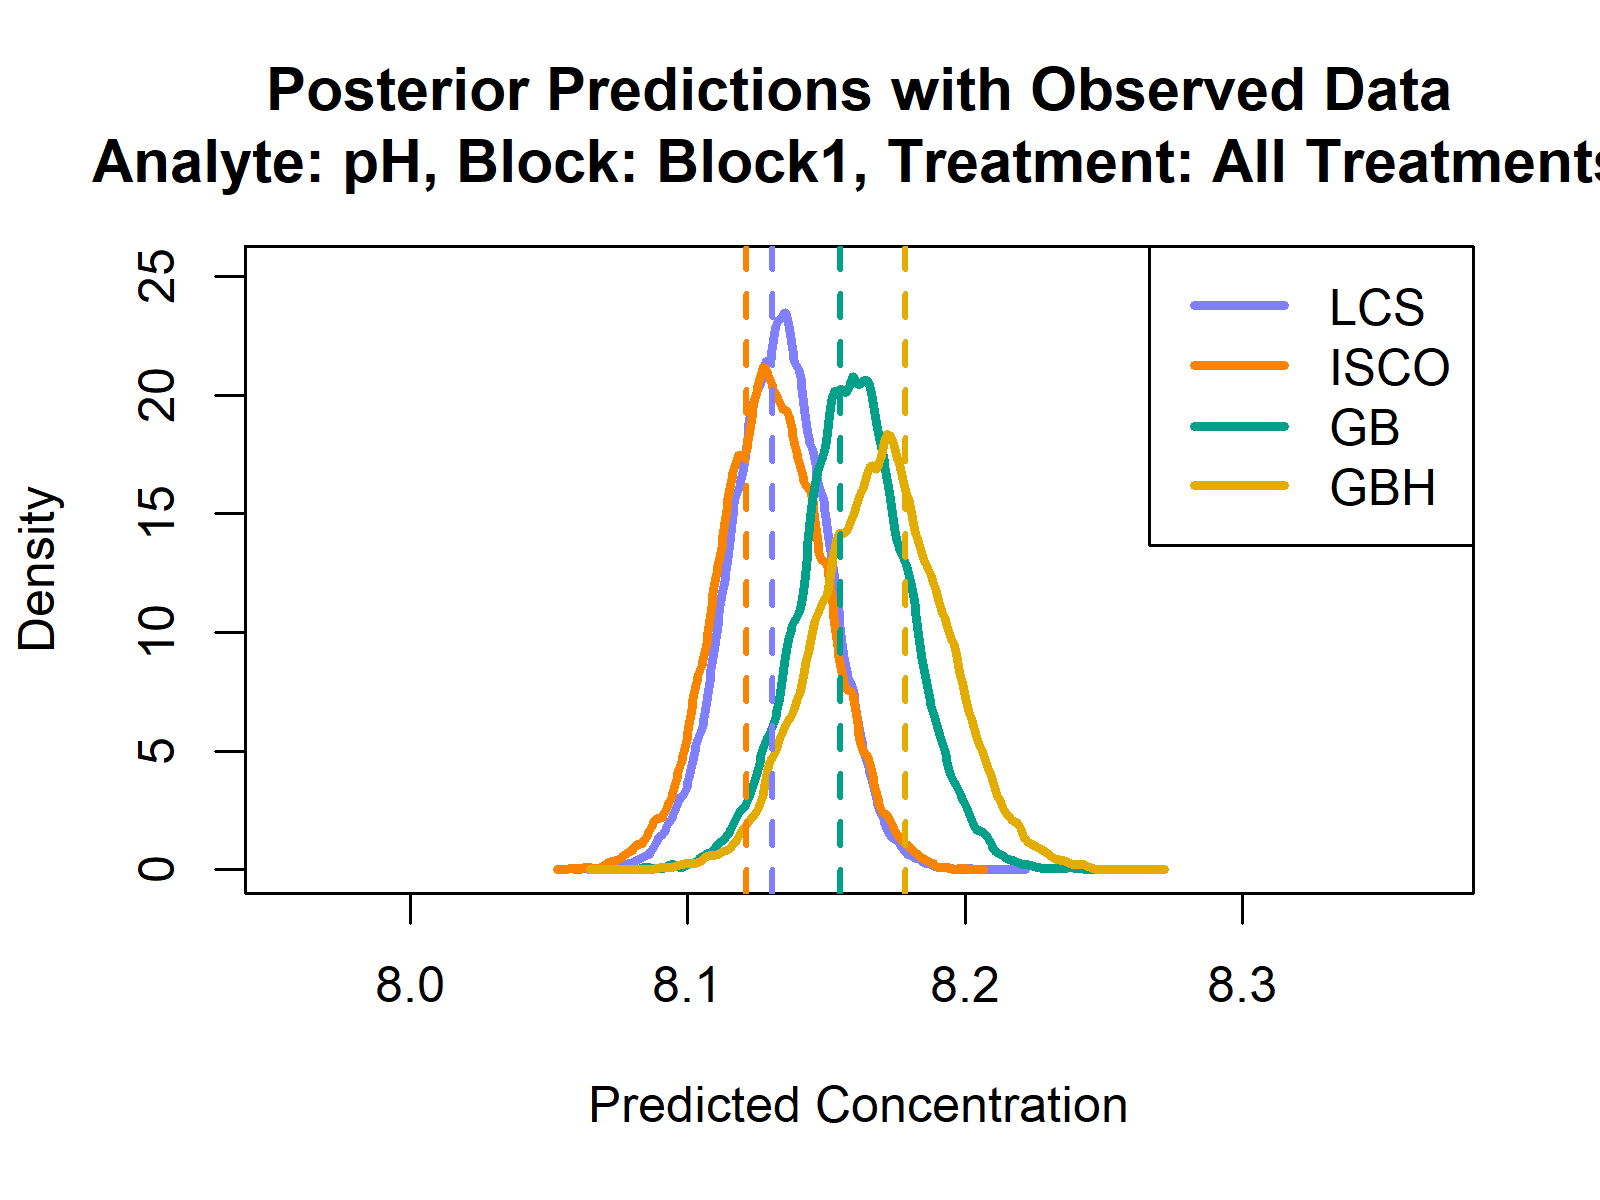 Posterior Predictions with Observed Data
Analyte: pH, Block: Block1, Treatment: All Treatments
25
20
15
10
5
0
Density
LCS
ISCO
GB
GBH
8.0
8.1
8.2
8.3
Predicted Concentration